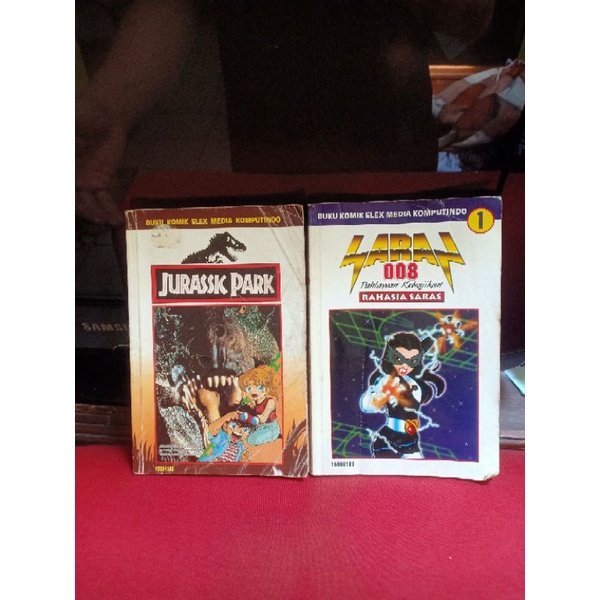 SAMSU
BUKU KOMIK ELEX MEDIA KOMPUTINDO
JURASSIC PARK
BUKU KOMIK ELEX MEDIA KOMPUTINDO
1
SARAS
008
Pahlawan Kebajikan
RAHASIA SARAS